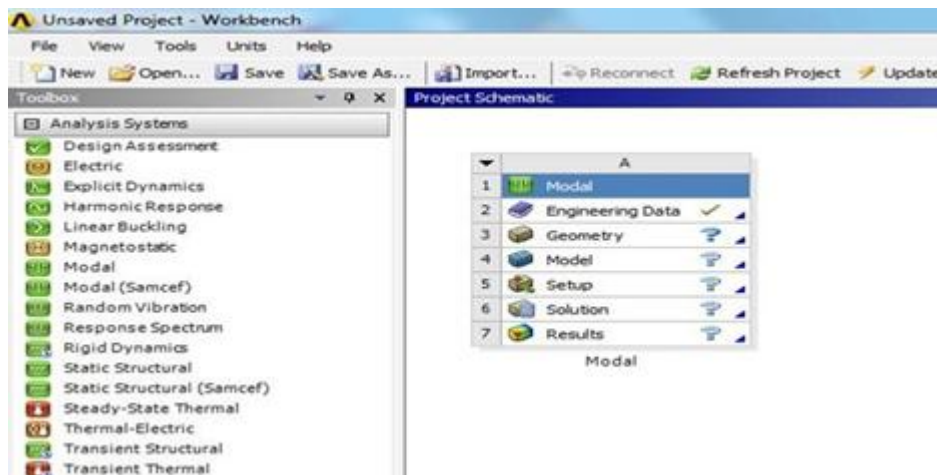 Unsaved Project - Workbench
File View Tools Units Help
New Open... Save Save As... Import... Reconnect Refresh Project Update
Toolbox
Project Schematic
Analysis Systems
Design Assessment
Electric
Explicit Dynamics
Harmonic Response
Linear Buckling
Magnetostatic
Modal
Modal (Samcef)
Random Vibration
Response Spectrum
Rigid Dynamics
Static Structural
Static Structural (Samcef)
Steady-State Thermal
Thermal-Electric
Transient Structural
Transient Thermal
A
1 Modal
2 Engineering Data
3 Geometry
4 Model
5 Setup
6 Solution
7 Results
Modal